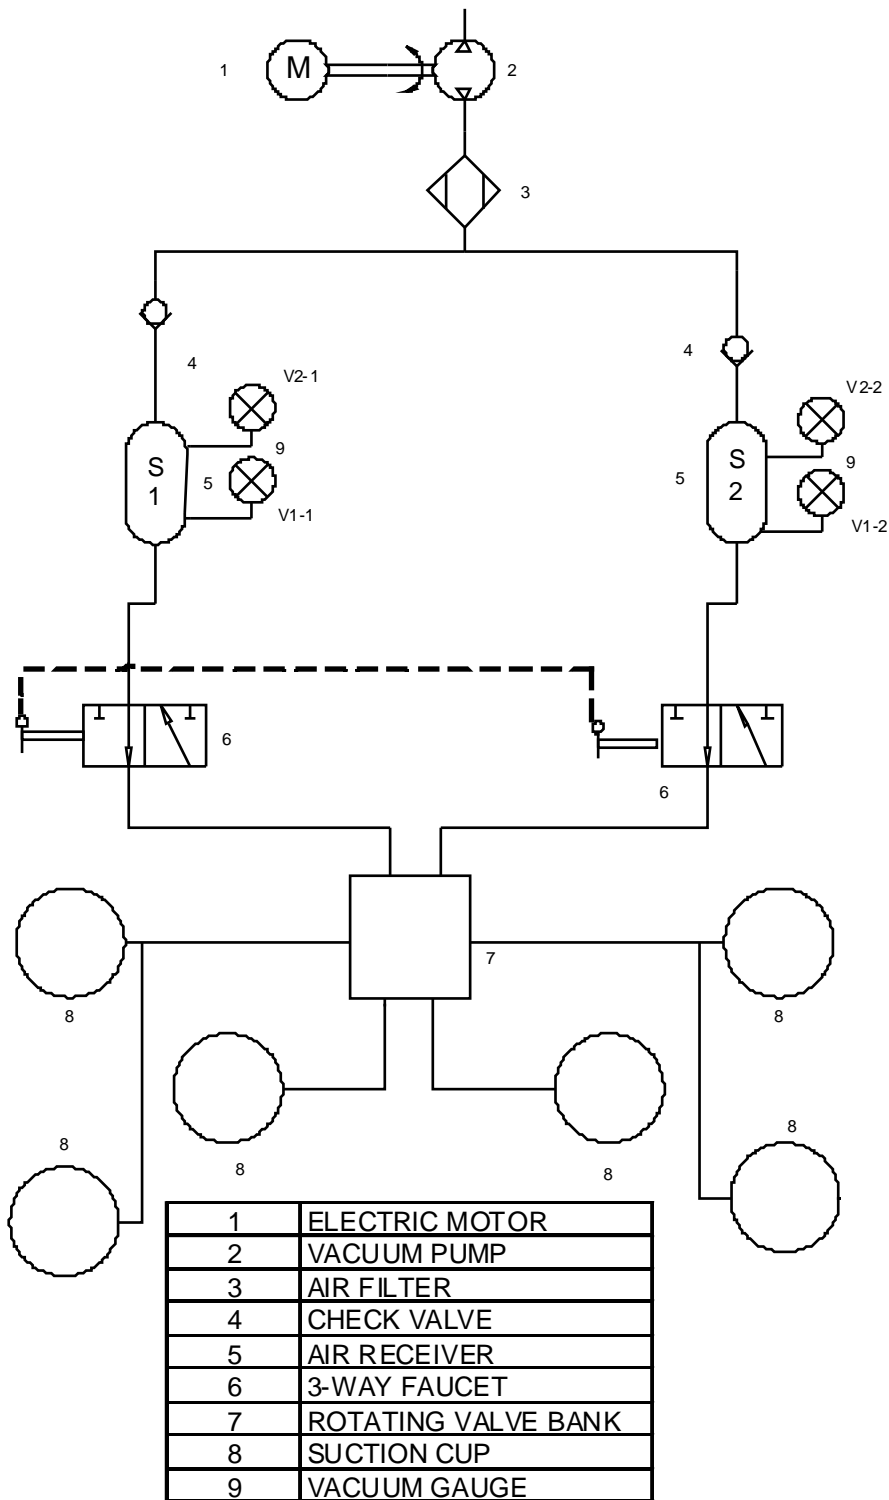 1
M
2
3
4
V2-1
S
1
5
9
V1-1
4
V2-2
S
2
5
9
V1-2
6
6
7
8
8
8
8
8
8
1 ELECTRIC MOTOR
2 VACUUM PUMP
3 AIR FILTER
4 CHECK VALVE
5 AIR RECEIVER
6 3-WAY FAUCET
7 ROTATING VALVE BANK
8 SUCTION CUP
9 VACUUM GAUGE